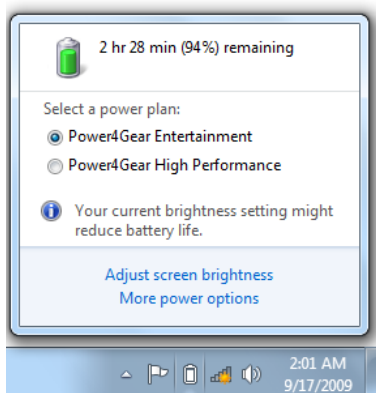 2 hr 28 min (94%) remaining
Select a power plan:
Power4Gear Entertainment
Power4Gear High Performance
Your current brightness setting might
reduce battery life.
Adjust screen brightness
More power options
2:01 AM
9/17/2009